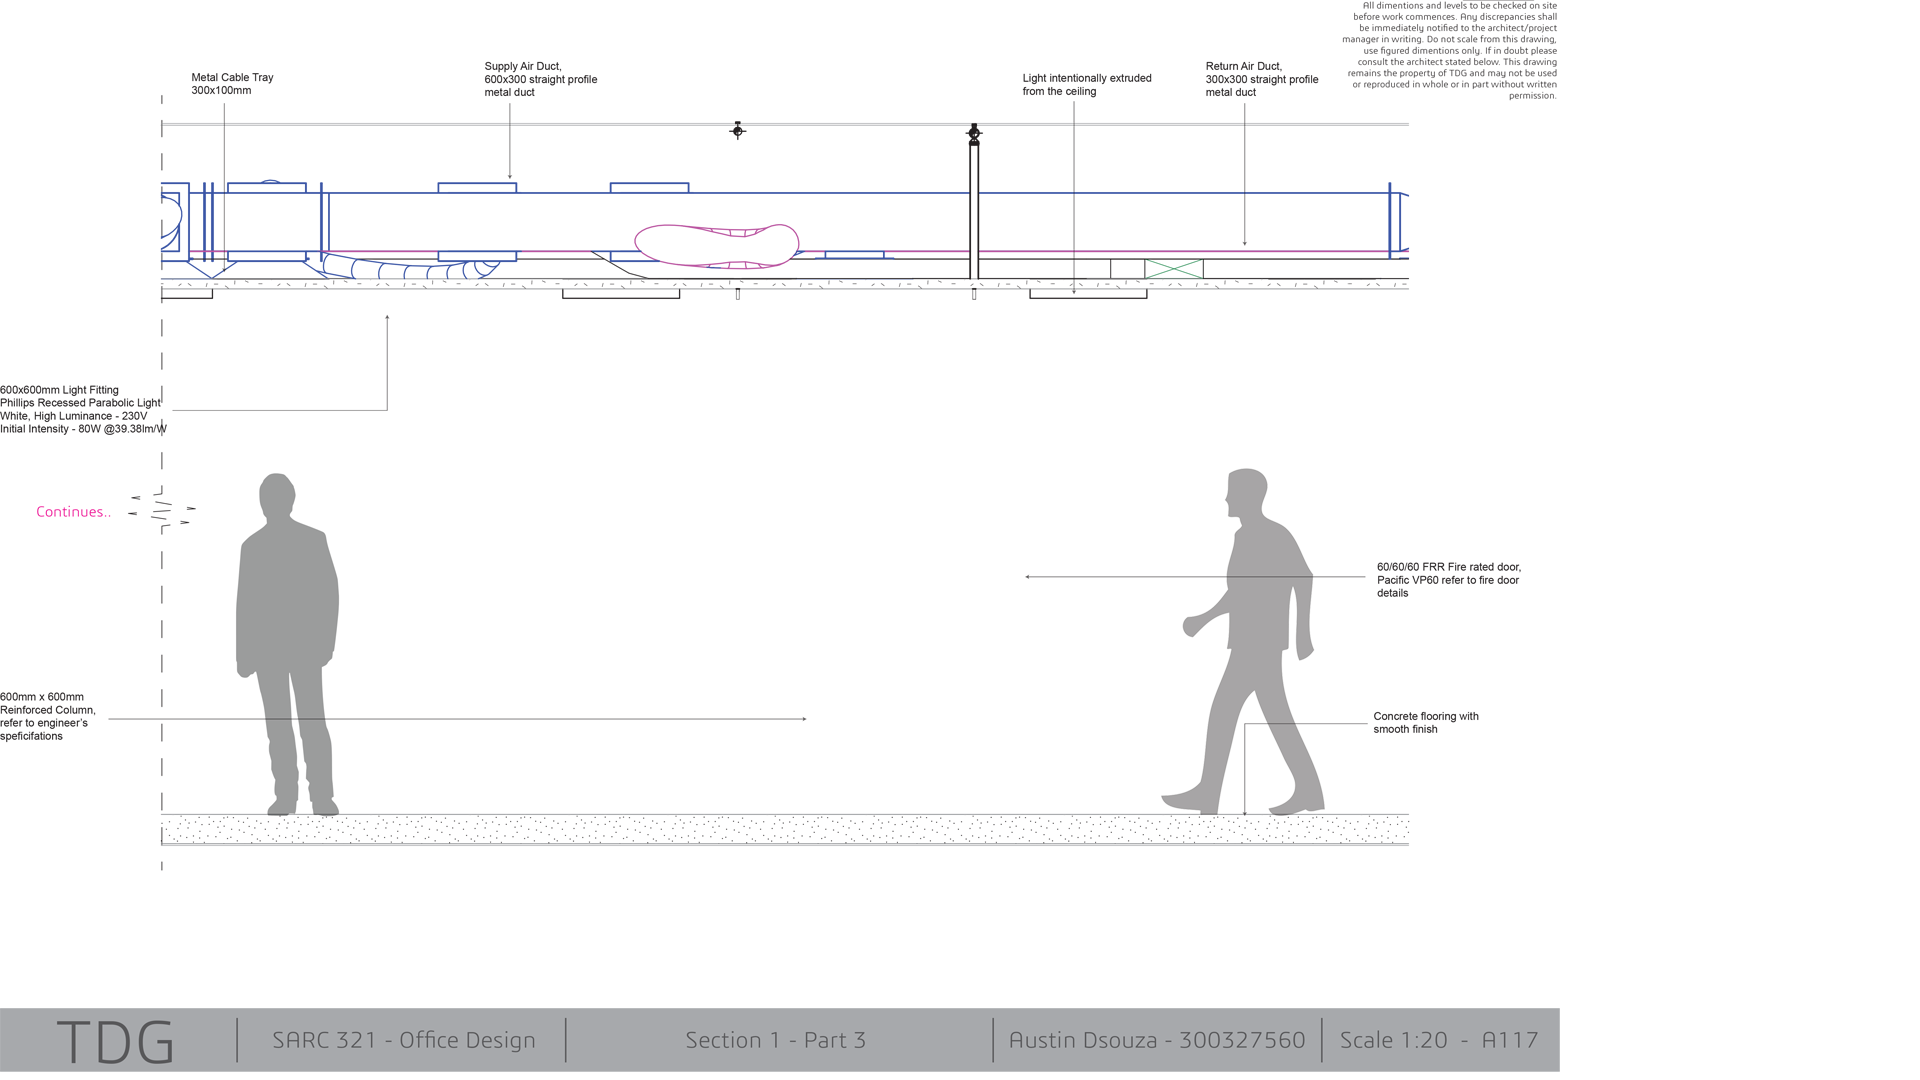 All dimentions and levels to be checked on site
before work commences. Any discrepancies shall
be immediately notified to the architect/project
manager in writing. Do not scale from this drawing,
use figured dimentions only. If in doubt please
consult the architect stated below. This drawing
remains the property of TDG and may not be used
or reproduced in whole or in part without written
permission.
Metal Cable Tray
300x100mm
Supply Air Duct,
600x300 straight profile
metal duct
Light intentionally extruded
from the ceiling
Return Air Duct,
300x300 straight profile
metal duct
600x600mm Light Fitting
Phillips Recessed Parabolic Light
White, High Luminance - 230V
Initial Intensity - 80W @39.38lm/W
Continues..
60/60/60 FRR Fire rated door,
Pacific VP60 refer to fire door
details
600mm x 600mm
Reinforced Column,
refer to engineer's
speficifations
Concrete flooring with
smooth finish
TDG
SARC 321 - Office Design
Section 1 - Part 3
Austin Dsouza - 300327560
Scale 1:20 - A117